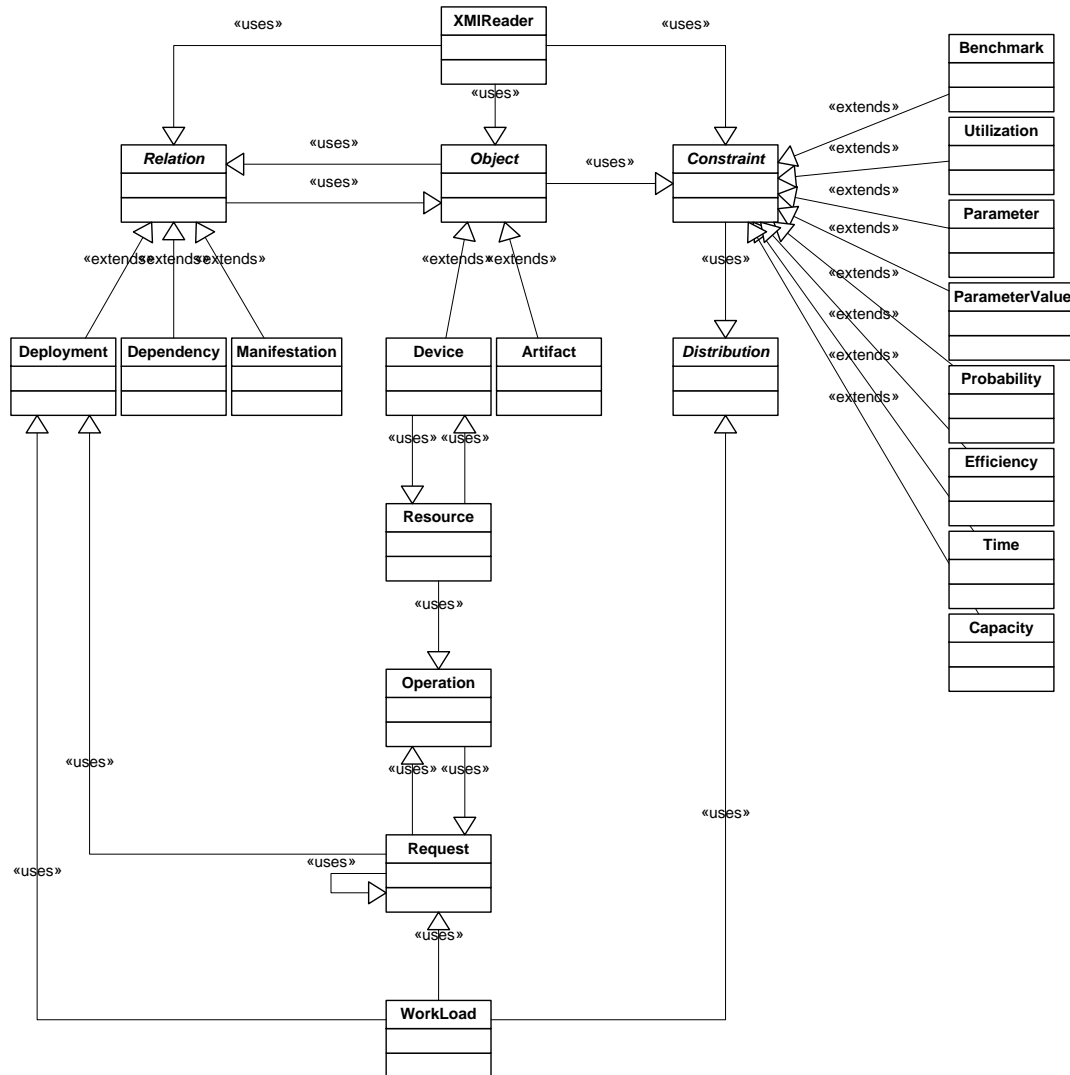 XMIReader
«uses»
«uses»
«uses»
Benchmark
Utilization
Parameter
ParameterValue
Probability
Efficiency
Time
Capacity
Relation
«uses»
«uses»
Object
«uses»
Constraint
«extends»
«extends»
«extends»
«extends»
«extends»
«extends»
«extends»
«extends»
«extends»
«extends»
«extends»
«extends»
«uses»
Deployment
Dependency
Manifestation
Device
Artifact
Distribution
«uses»
«uses»
Resource
«uses»
Operation
«uses»
«uses»
«uses»
Request
«uses»
«uses»
«uses»
«uses»
WorkLoad